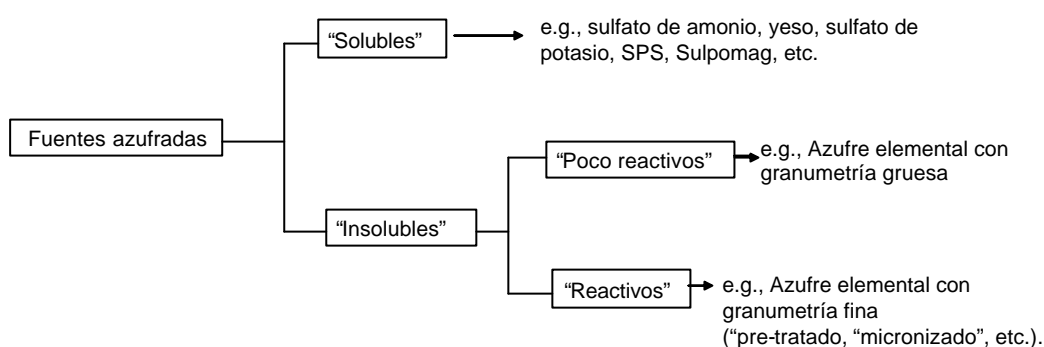 “Solubles”
e.g., sulfato de amonio, yeso, sulfato de
potasio, SPS, Sulpomag, etc.
Fuentes azufradas
“Poco reactivos”
e.g., Azufre elemental con
granumetría gruesa
“Insolubles”
“Reactivos”
e.g., Azufre elemental con
granumetría fina
(“pre-tratado, “micronizado”, etc.).